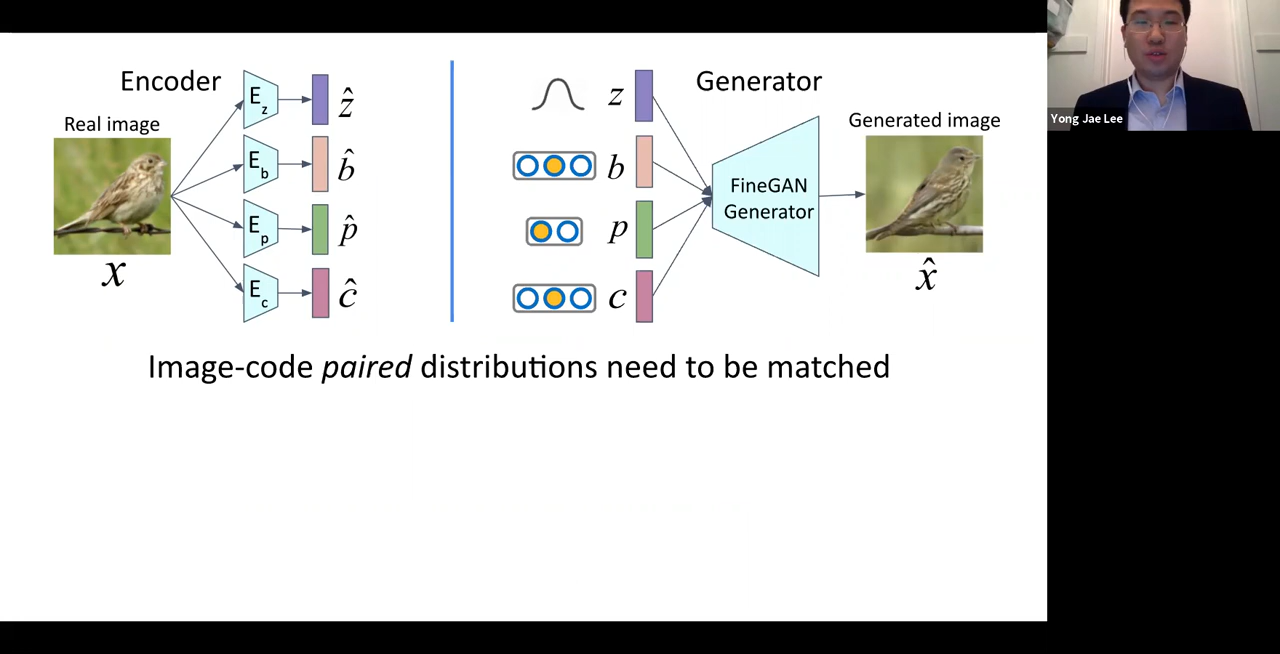 Encoder
Real image
x
E_z
ẑ
E_b
b̂
E_p
p̂
E_c
ĉ
Generator
z
b
p
c
FineGAN
Generator
Generated image
x̂
Image-code paired distributions need to be matched
Yong Jae Lee